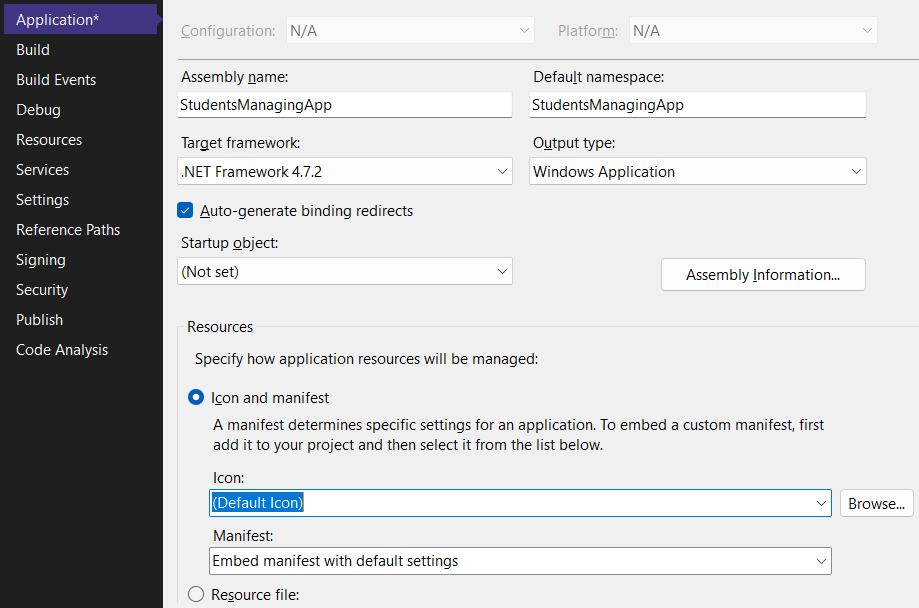 Application*
Build
Build Events
Debug
Resources
Services
Settings
Reference Paths
Signing
Security
Publish
Code Analysis
Configuration: N/A Platform: N/A
Assembly name: Default namespace:
StudentsManagingApp StudentsManagingApp
Target framework: Output type:
.NET Framework 4.7.2 Windows Application
Auto-generate binding redirects
Startup object:
(Not set) Assembly Information...
Resources
Specify how application resources will be managed:
Icon and manifest
A manifest determines specific settings for an application. To embed a custom manifest, first
add it to your project and then select it from the list below.
Icon:
(Default Icon) Browse...
Manifest:
Embed manifest with default settings
Resource file: